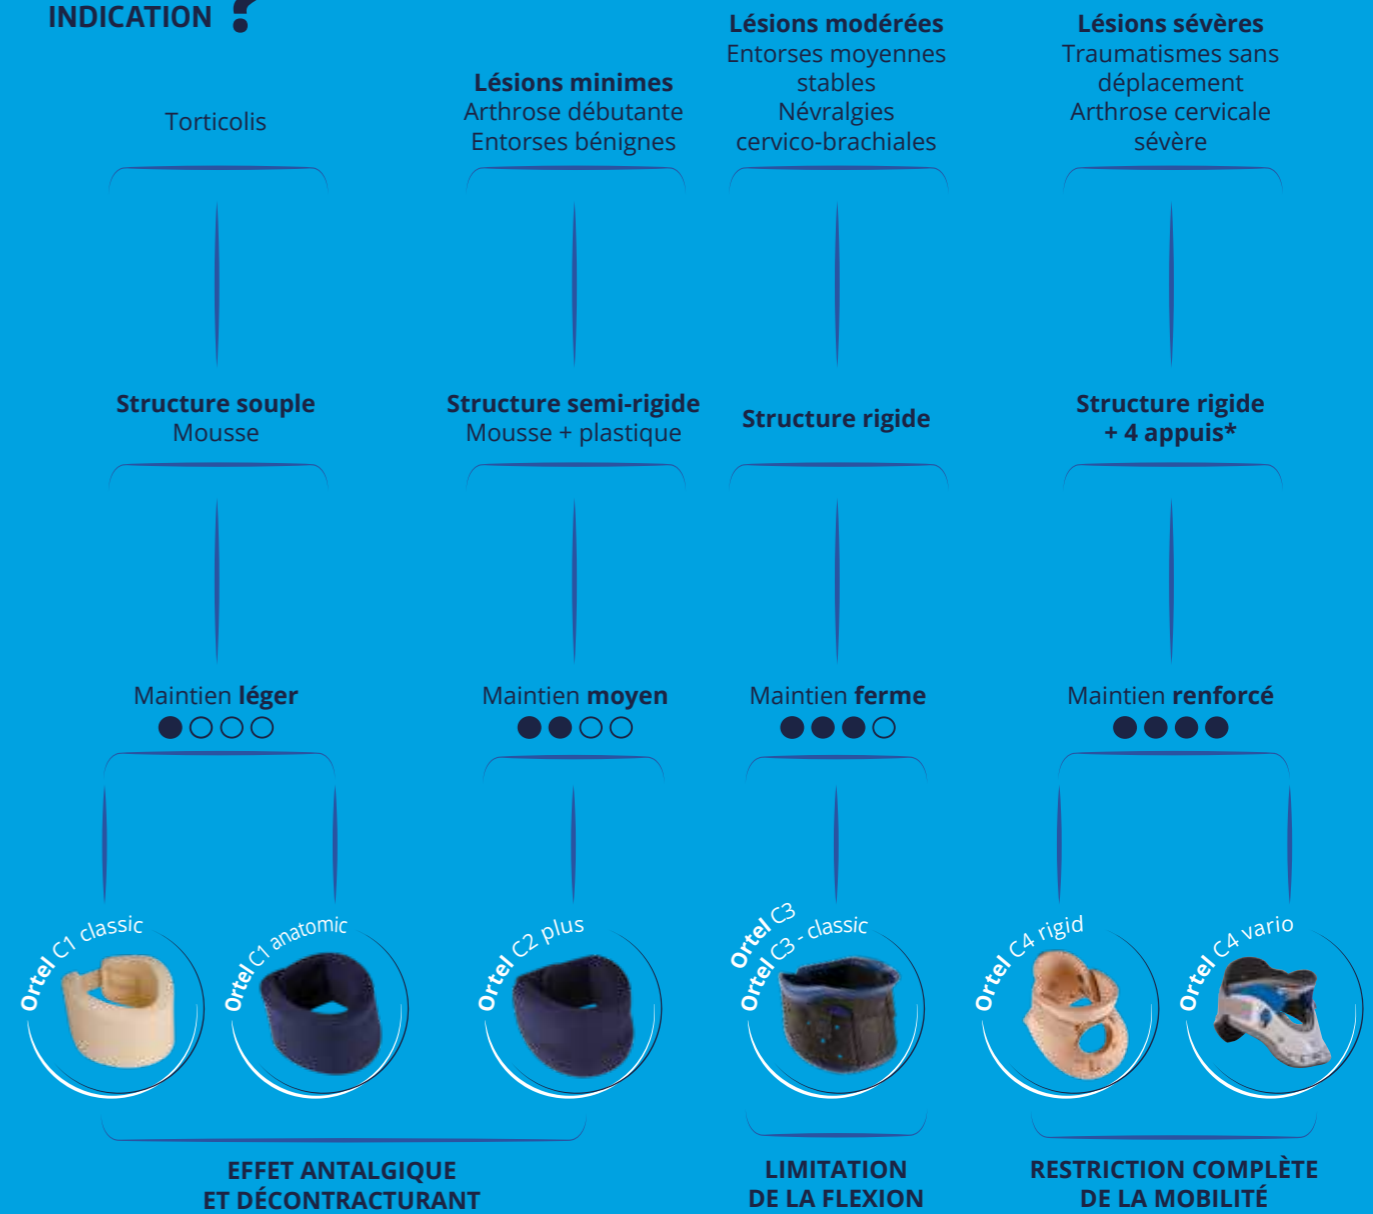 INDICATION ?
Torticolis
Lésions minimes
Arthrose débutante
Entorses bénignes
Lésions modérées
Entorses moyennes
stables
Névralgies
cervico-brachiales
Lésions sévères
Traumatismes sans
déplacement
Arthrose cervicale
sévère
Structure souple
Mousse
Structure semi-rigide
Mousse + plastique
Structure rigide
Structure rigide
+ 4 appuis*
Maintien léger
Maintien moyen
Maintien ferme
Maintien renforcé
Ortel C1 classic
Ortel C1 anatomic
Ortel C2 plus
Ortel C3
Ortel C3 - classic
Ortel C4 rigid
Ortel C4 vario
EFFET ANTALGIQUE
ET DÉCONTRACTURANT
LIMITATION
DE LA FLEXION
RESTRICTION COMPLÈTE
DE LA MOBILITÉ